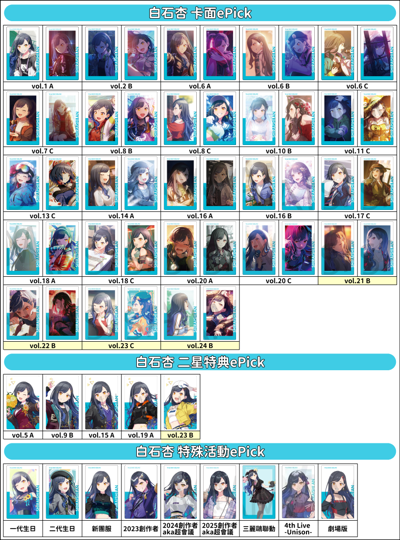 白石杏 卡面ePick
vol.1 A
vol.2 B
vol.6 A
vol.6 B
vol.6 C
vol.7 C
vol.8 B
vol.8 C
vol.10 B
vol.11 C
vol.13 C
vol.14 A
vol.16 A
vol.16 B
vol.17 C
vol.18 A
vol.18 C
vol.20 A
vol.20 C
vol.21 B
vol.22 B
vol.23 C
vol.24 B
白石杏 二星特典ePick
vol.5 A
vol.9 B
vol.15 A
vol.19 A
vol.23 B
白石杏 特殊活動ePick
一代生日
二代生日
新團服
2023創作者
2024創作者
aka超會議
2025創作者
aka超會議
三麗鷗聯動
4th Live
-Unison-
劇場版